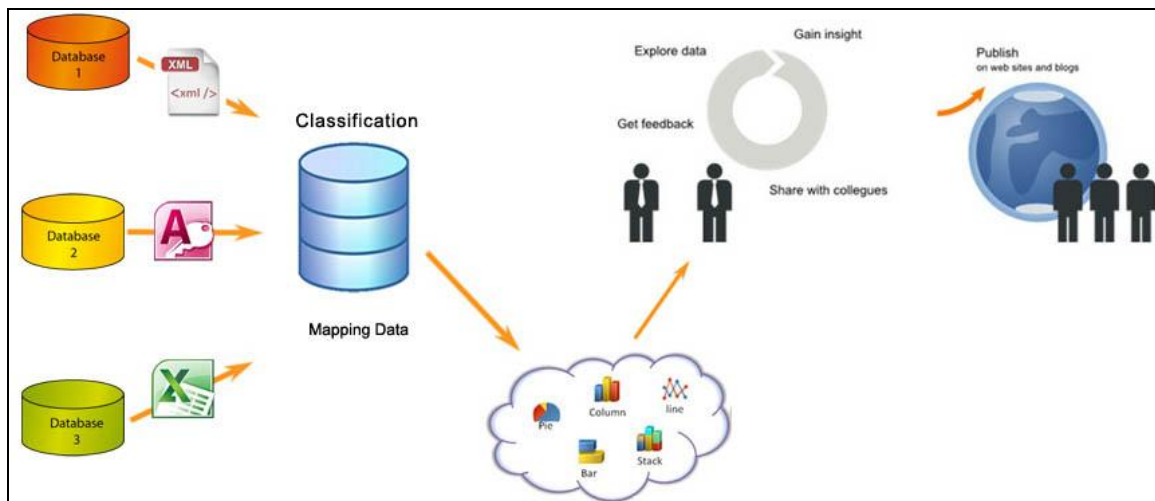 Database
1
XML
<xml />
Database
2
A
Database
3
X
Classification
Mapping Data
Pie
Column
line
Bar
Stack
Explore data
Gain insight
Get feedback
Share with collegues
Publish
on web sites and blogs